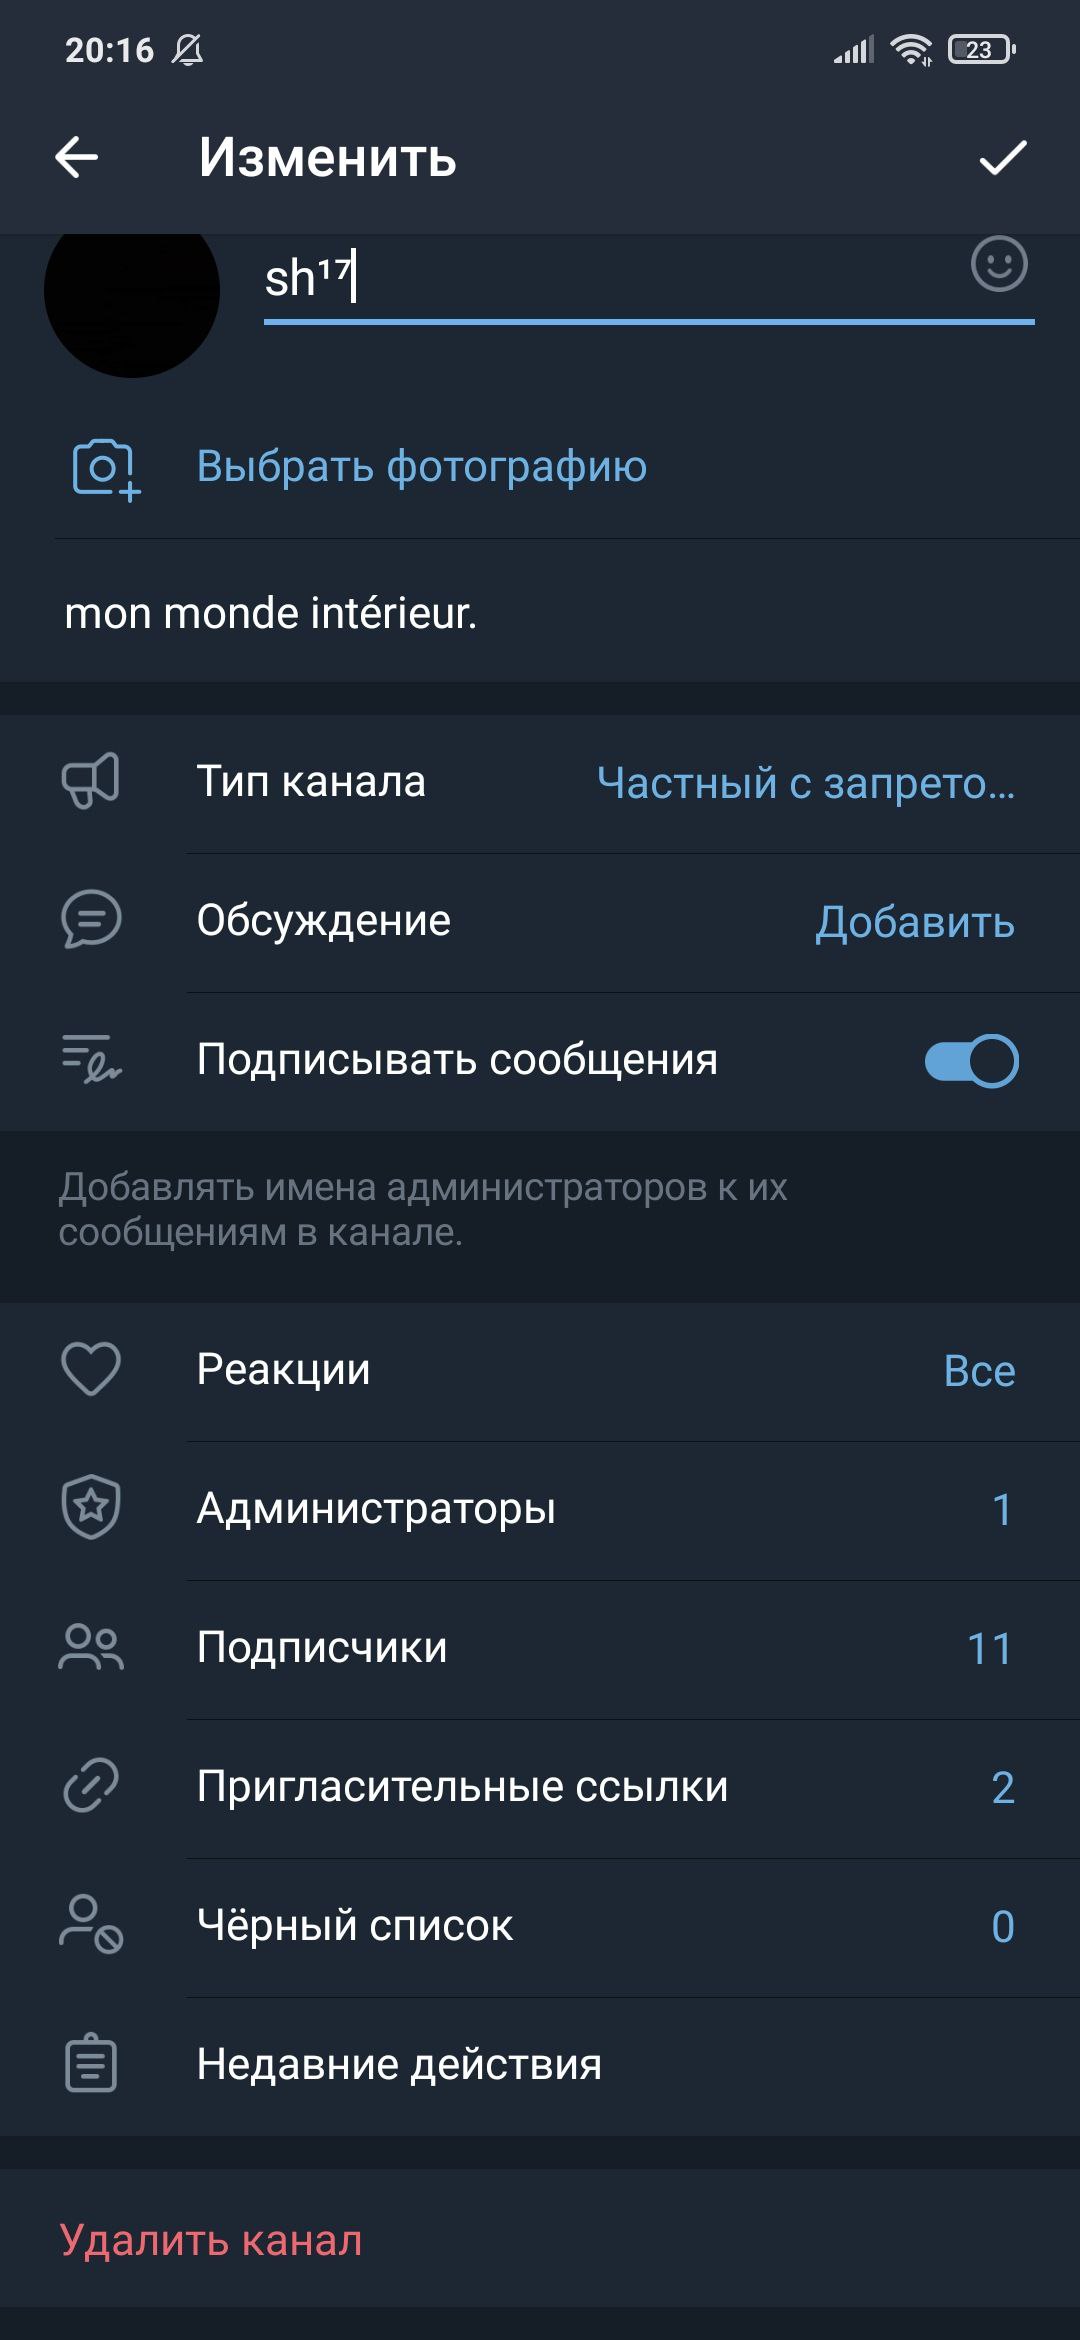 20:16 23
Изменить
sh¹⁷
Выбрать фотографию
mon monde intérieur.
Тип канала Частный с запрето...
Обсуждение Добавить
Подписывать сообщения
Добавлять имена администраторов к их
сообщениям в канале.
Реакции Все
Администраторы 1
Подписчики 11
Пригласительные ссылки 2
Чёрный список 0
Недавние действия
Удалить канал